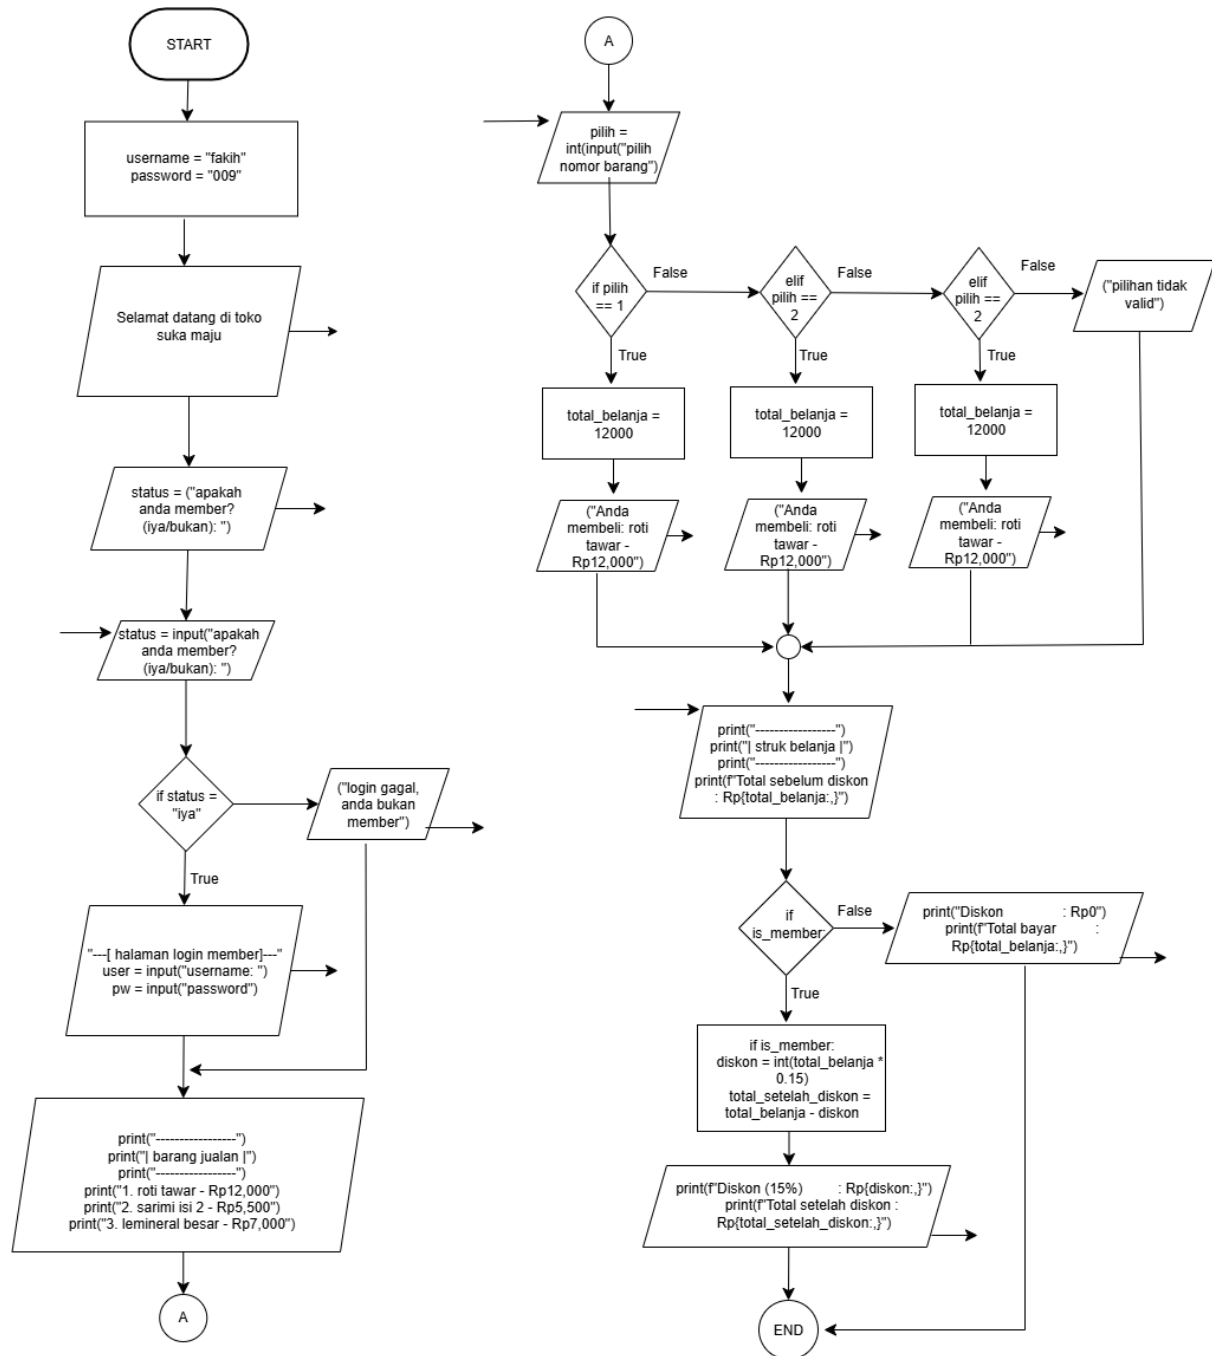 START
username = "fakih"
password = "009"
Selamat datang di toko
suka maju
status = ("apakah
anda member?
(iya/bukan): ")
status = input("apakah
anda member?
(iya/bukan): ")
if status =
"iya"
("login gagal,
anda bukan
member")
True
"---[ halaman login member]---"
user = input("username: ")
pw = input("password")
print("-----------------")
print("| barang jualan |")
print("-----------------")
print("1. roti tawar - Rp12,000")
print("2. sarimi isi 2 - Rp5,500")
print("3. lemineral besar - Rp7,000")
A
A
pilih =
int(input("pilih
nomor barang")
if pilih
== 1
False
elif
pilih ==
2
False
elif
pilih ==
2
False
("pilihan tidak
valid")
True
True
True
total_belanja =
12000
total_belanja =
12000
total_belanja =
12000
("Anda
membeli: roti
tawar -
Rp12,000")
("Anda
membeli: roti
tawar -
Rp12,000")
("Anda
membeli: roti
tawar -
Rp12,000")
print("-----------------")
print("| struk belanja |")
print("-----------------")
print(f"Total sebelum diskon
: Rp{total_belanja:,}")
if
is_member:
False
print("Diskon : Rp0")
print(f"Total bayar :
Rp{total_belanja:,}")
True
if is_member:
diskon = int(total_belanja *
0.15)
total_setelah_diskon =
total_belanja - diskon
print(f"Diskon (15%) : Rp{diskon:,}")
print(f"Total setelah diskon :
Rp{total_setelah_diskon:,}")
END